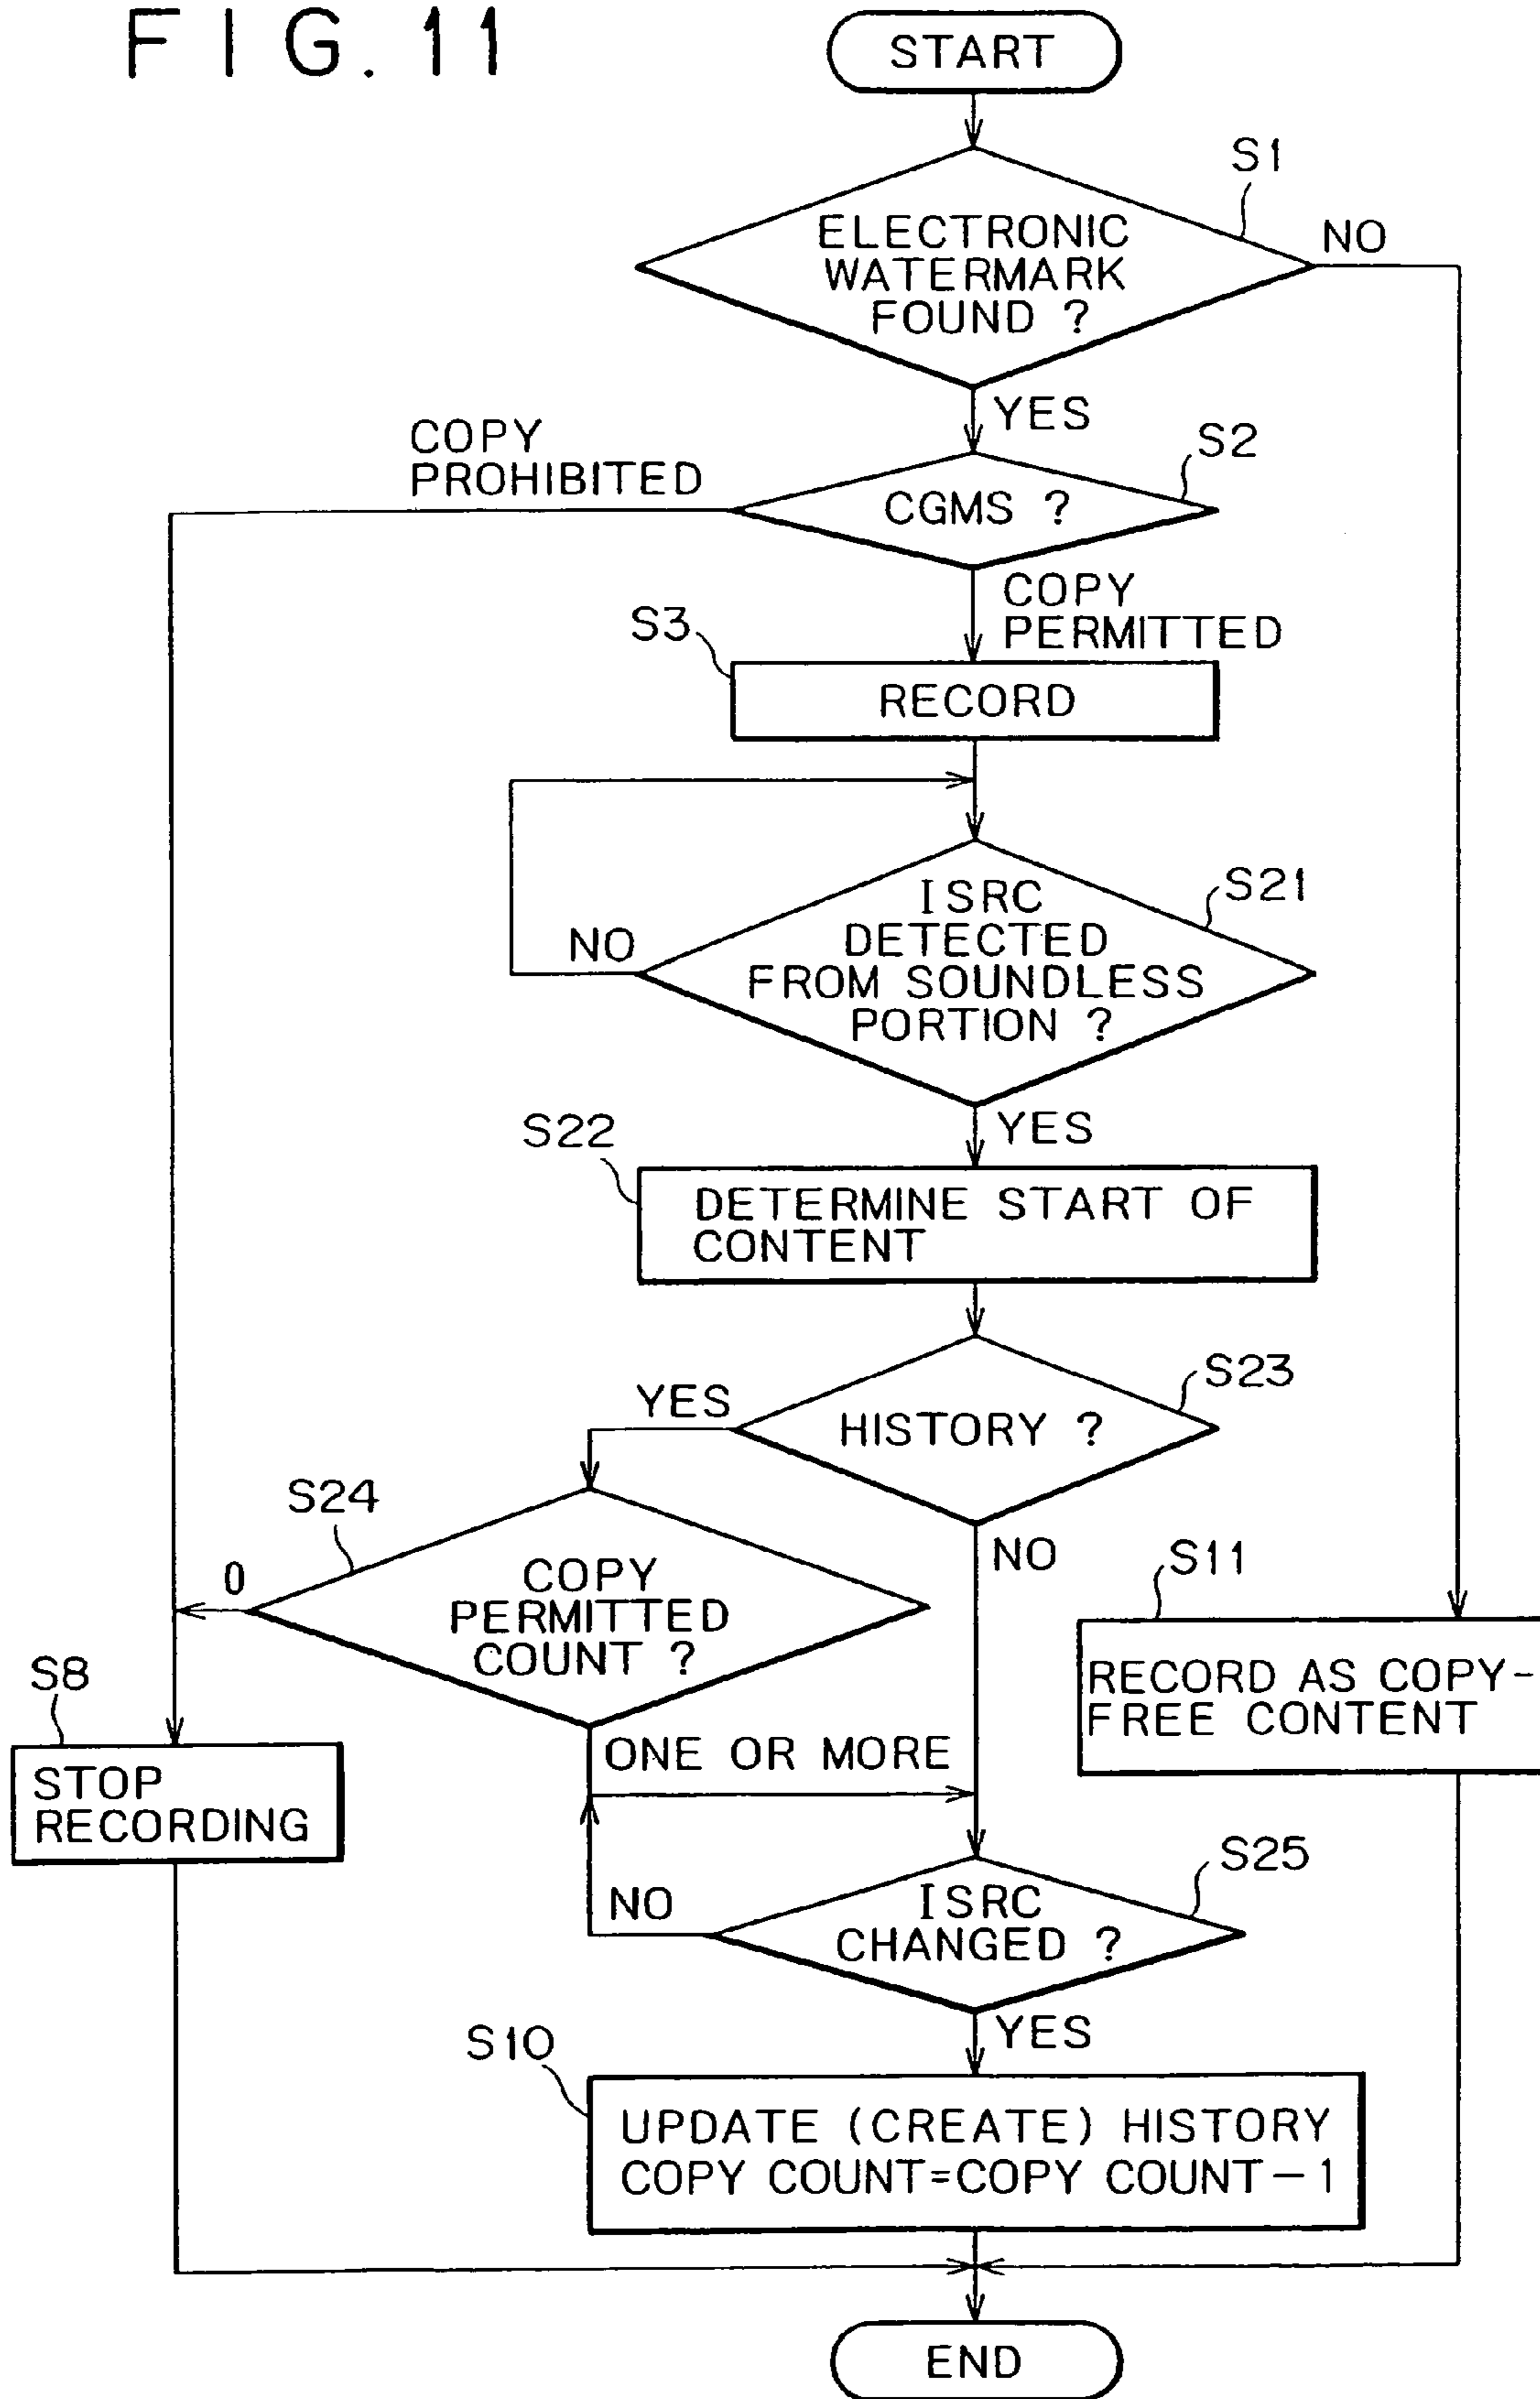 FIG. 11
START
S1
ELECTRONIC
WATERMARK
FOUND ?
NO
YES
COPY
PROHIBITED
S2
CGMS ?
COPY
PERMITTED
S3
RECORD
S21
ISRC
DETECTED
FROM SOUNDLESS
PORTION ?
NO
YES
S22
DETERMINE START OF
CONTENT
S23
YES
HISTORY ?
NO
S24
0
COPY
PERMITTED
COUNT ?
S11
RECORD AS COPY-
FREE CONTENT
S8
STOP
RECORDING
ONE OR MORE
S25
NO
ISRC
CHANGED ?
YES
S10
UPDATE (CREATE) HISTORY
COPY COUNT=COPY COUNT-1
END